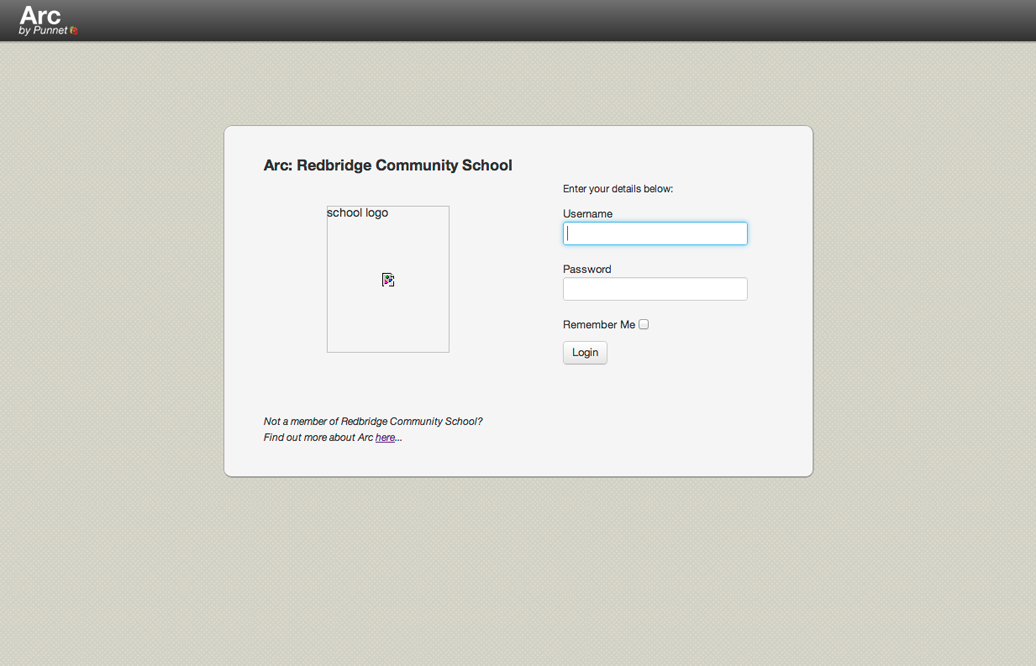 Arc
by Punnet
Arc: Redbridge Community School
school logo
Enter your details below:
Username
Password
Remember Me
Login
Not a member of Redbridge Community School?
Find out more about Arc here...